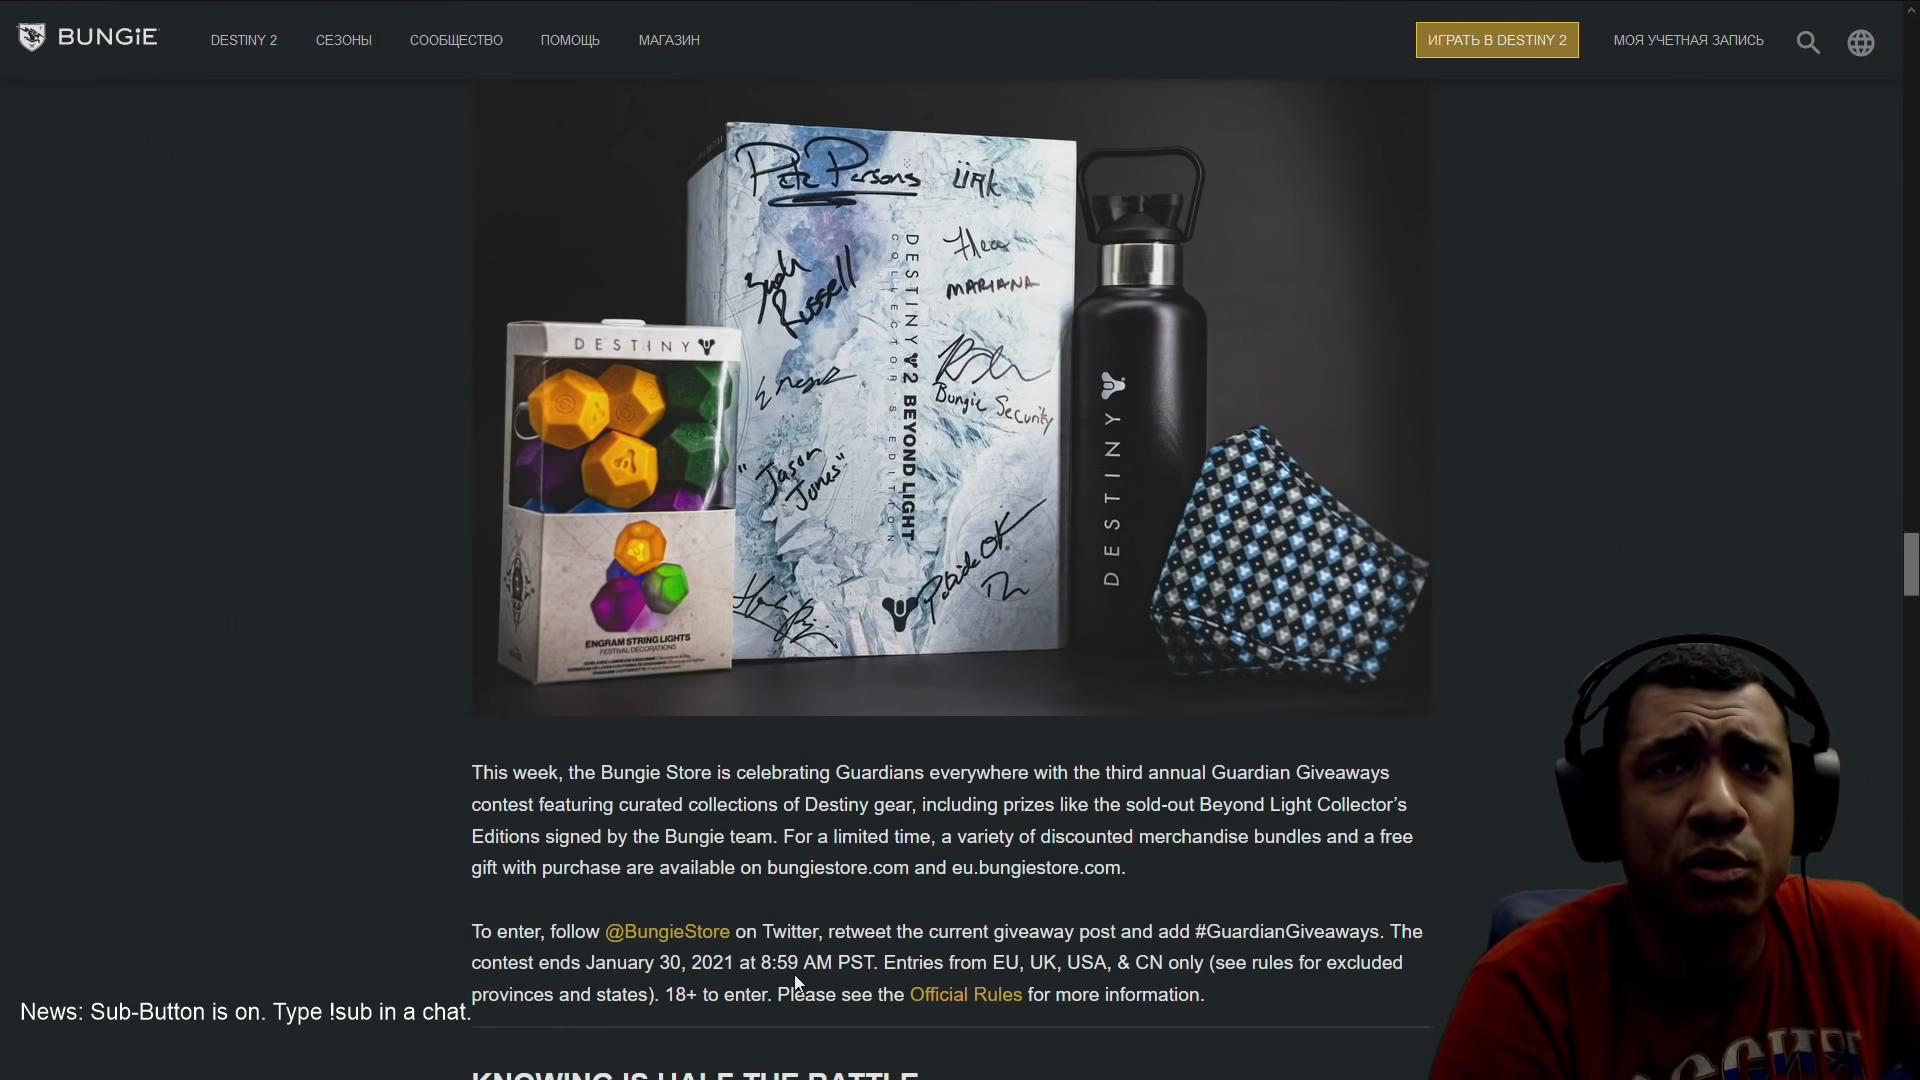 BUNGiE
DESTINY 2
СЕЗОНЫ
СООБЩЕСТВО
ПОМОЩЬ
МАГАЗИН
ИГРАТЬ В DESTINY 2
МОЯ УЧЕТНАЯ ЗАПИСЬ
Pete Parsons
MARIANA
Russell
Bungie Security
"Jason
Jones"
DESTINY 2 BEYOND LIGHT
COLLECTOR'S EDITION
DESTINY
ENGRAM STRING LIGHTS
FESTIVAL DECORATIONS
DESTINY
This week, the Bungie Store is celebrating Guardians everywhere with the third annual Guardian Giveaways
contest featuring curated collections of Destiny gear, including prizes like the sold-out Beyond Light Collector’s
Editions signed by the Bungie team. For a limited time, a variety of discounted merchandise bundles and a free
gift with purchase are available on bungiestore.com and eu.bungiestore.com.
To enter, follow @BungieStore on Twitter, retweet the current giveaway post and add #GuardianGiveaways. The
contest ends January 30, 2021 at 8:59 AM PST. Entries from EU, UK, USA, & CN only (see rules for excluded
provinces and states). 18+ to enter. Please see the Official Rules for more information.
News: Sub-Button is on. Type !sub in a chat.
KNOWING IS HALF THE BATTLE